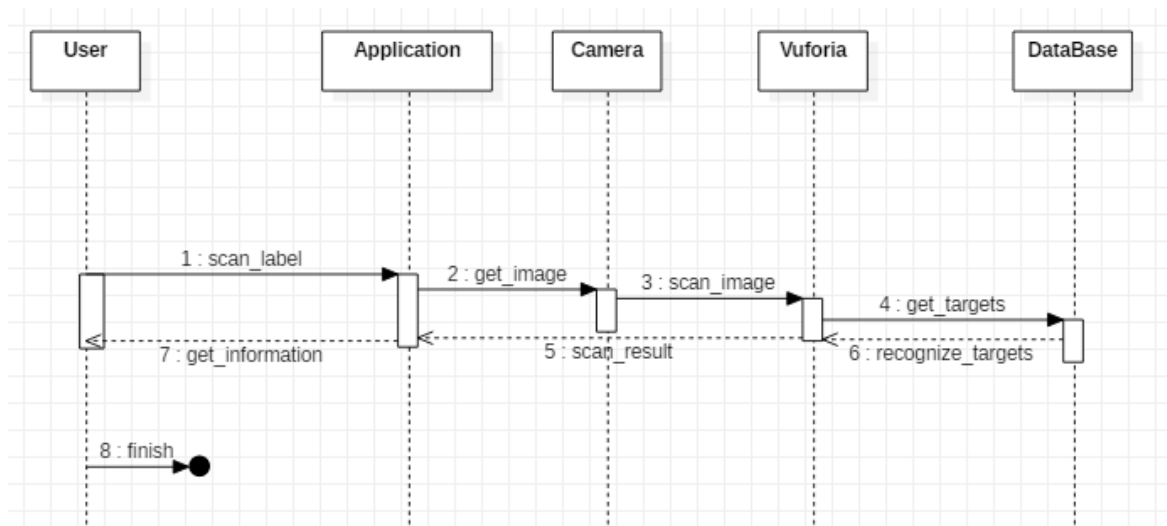 User
Application
Camera
Vuforia
DataBase
1 : scan_label
2 : get_image
3 : scan_image
4 : get_targets
7 : get_information
5 : scan_result
6 : recognize_targets
8 : finish